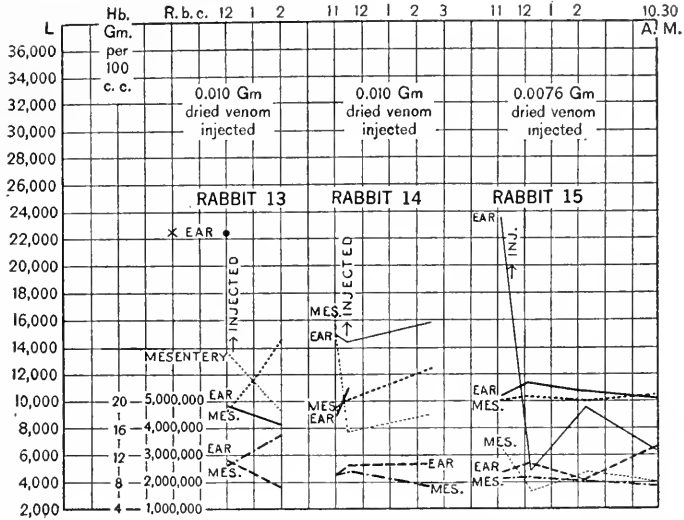 Hb. R.b.c. 12 1 2 11 12 1 2 3 11 12 1 2 10.30
L Gm. A. M.
36,000 per
34,000 100
32,000 c. c.
0.010 Gm dried venom injected
0.010 Gm dried venom injected
0.0076 Gm dried venom injected
30,000
28,000
26,000
24,000 RABBIT 13 RABBIT 14 RABBIT 15
EAR
22,000 × EAR
20,000
→ INJECTED
→ INJECTED
→ INJ.
18,000
16,000 MES.
EAR
14,000
MESENTERY
12,000
10,000 20 5,000,000 EAR MES. MES. EAR EAR MES.
8,000 16 4,000,000
6,000 12 3,000,000 EAR MES. EAR MES. MES. EAR
4,000 8 2,000,000 MES.
2,000 4 1,000,000